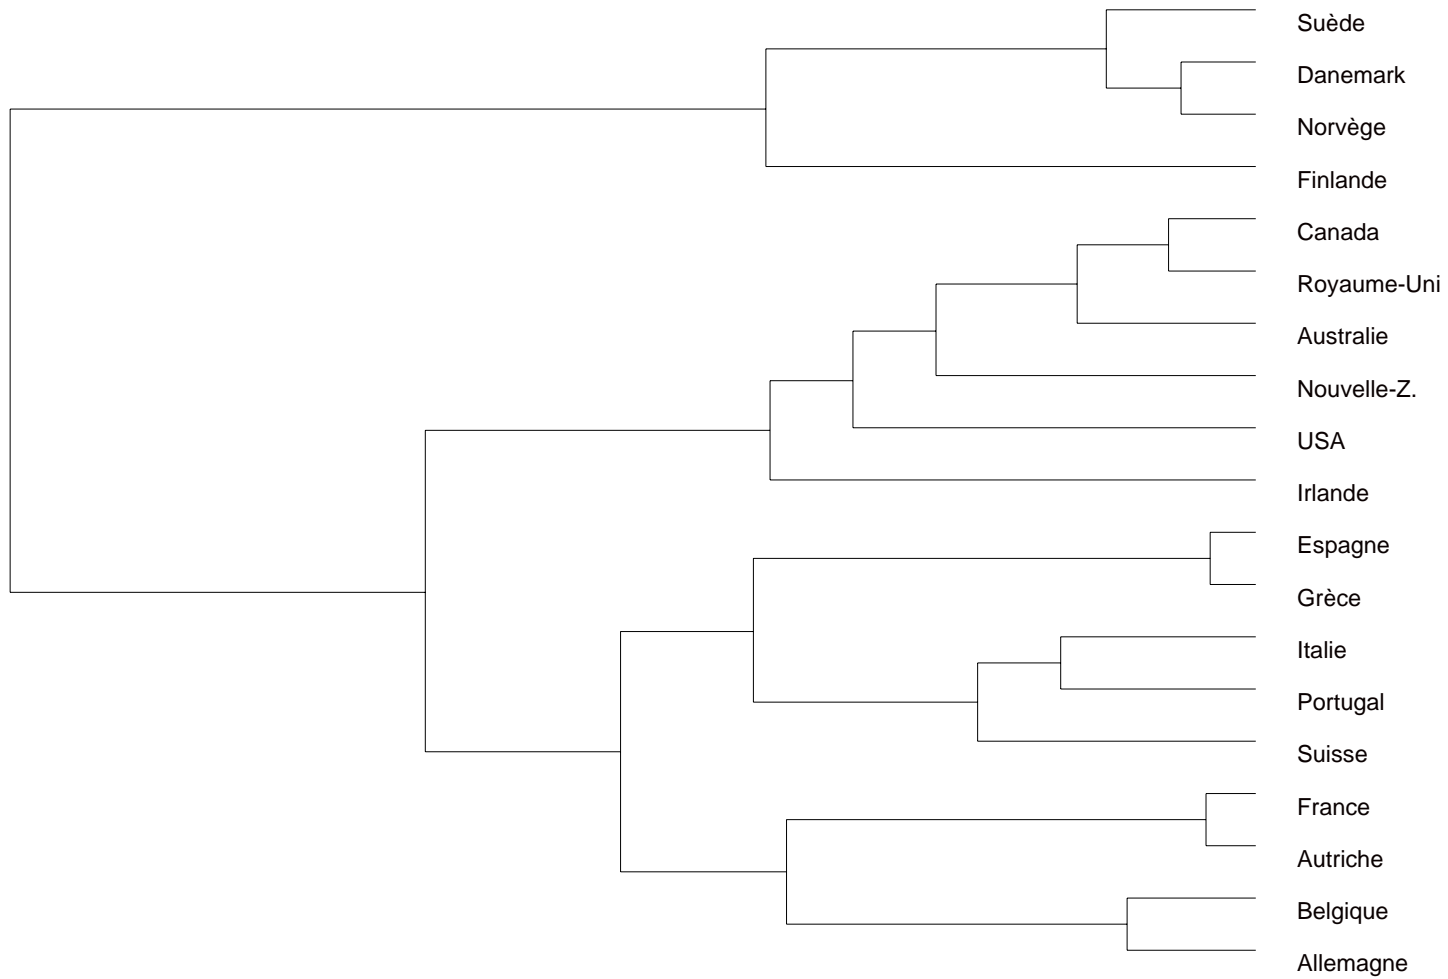 Suède
Danemark
Norvège
Finlande
Canada
Royaume-Uni
Australie
Nouvelle-Z.
USA
Irlande
Espagne
Grèce
Italie
Portugal
Suisse
France
Autriche
Belgique
Allemagne